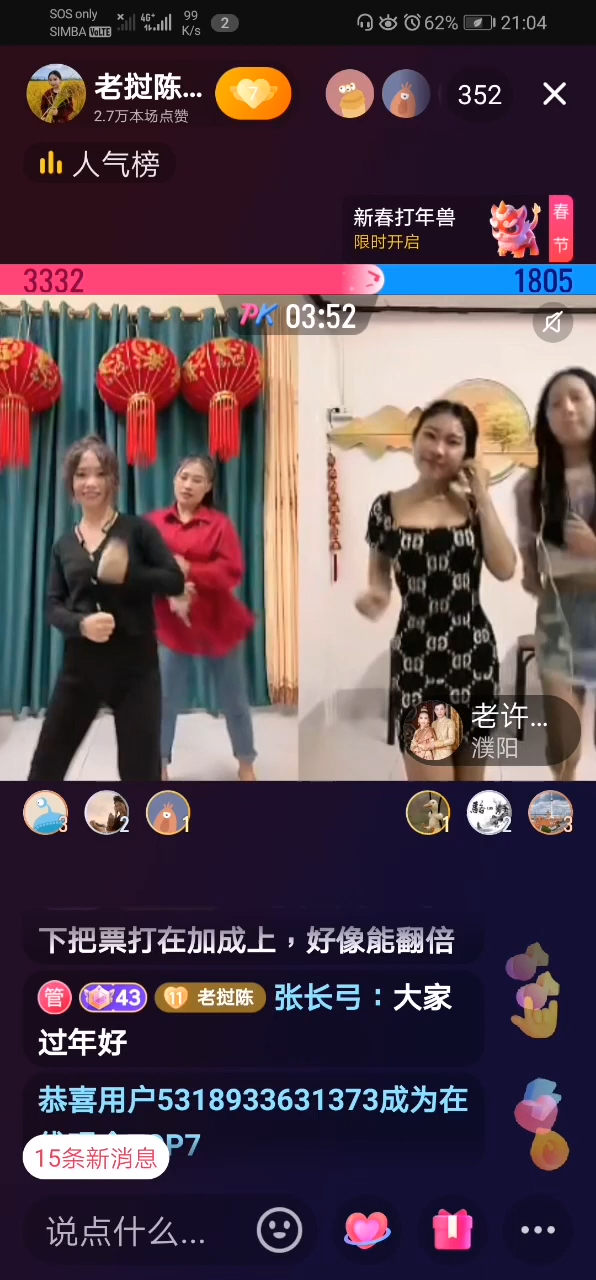 SOS only
SIMBA VoLTE
4G+
99
K/s
2
62%
21:04
老挝陈...
2.7万本场点赞
7
352
人气榜
新春打年兽
限时开启
春
节
3332
1805
PK 03:52
老许...
濮阳
3
2
1
1
2
3
下把票打在加成上，好像能翻倍
管 43 11 老挝陈 张长弓：大家
过年好
恭喜用户5318933631373成为在
P7
15条新消息
说点什么...